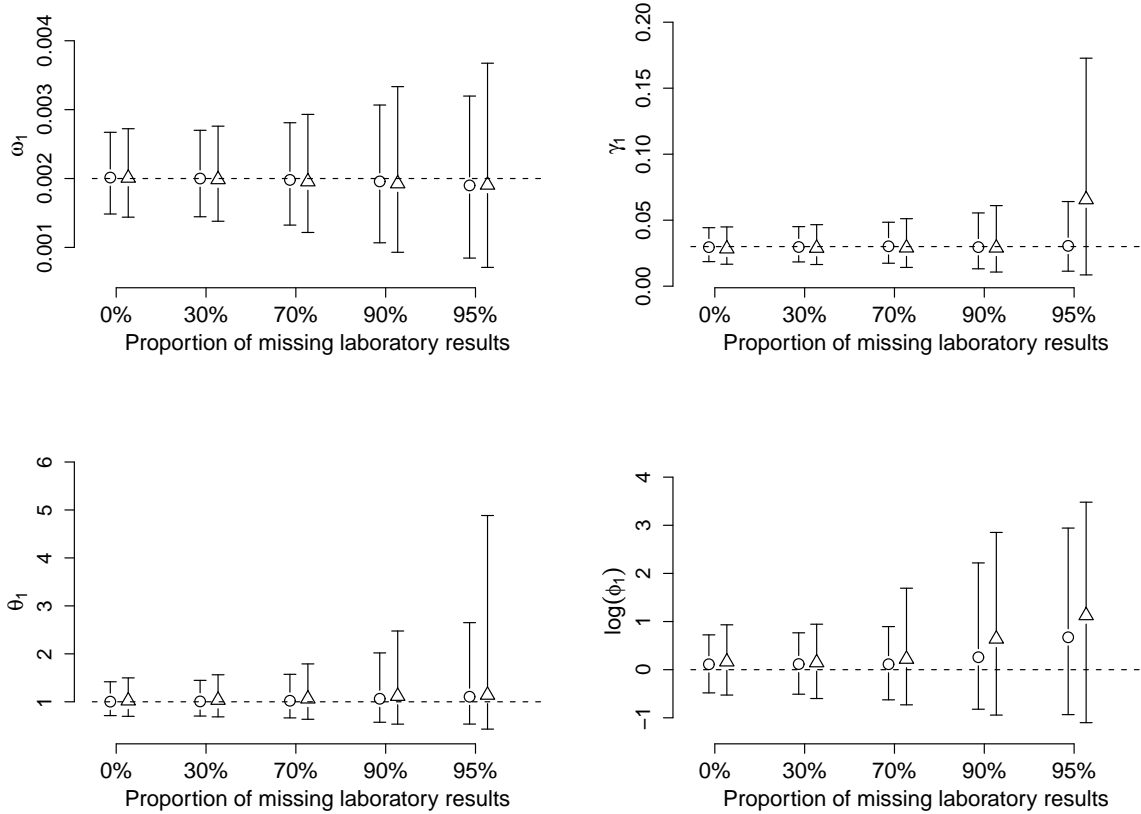 0.004
0.003
0.002
0.001
ω₁
0% 30% 70% 90% 95%
Proportion of missing laboratory results
0.20
0.15
0.10
0.05
0.00
γ₁
0% 30% 70% 90% 95%
Proportion of missing laboratory results
6
5
4
3
2
1
θ₁
0% 30% 70% 90% 95%
Proportion of missing laboratory results
4
3
2
1
0
−1
log(ϕ₁)
0% 30% 70% 90% 95%
Proportion of missing laboratory results